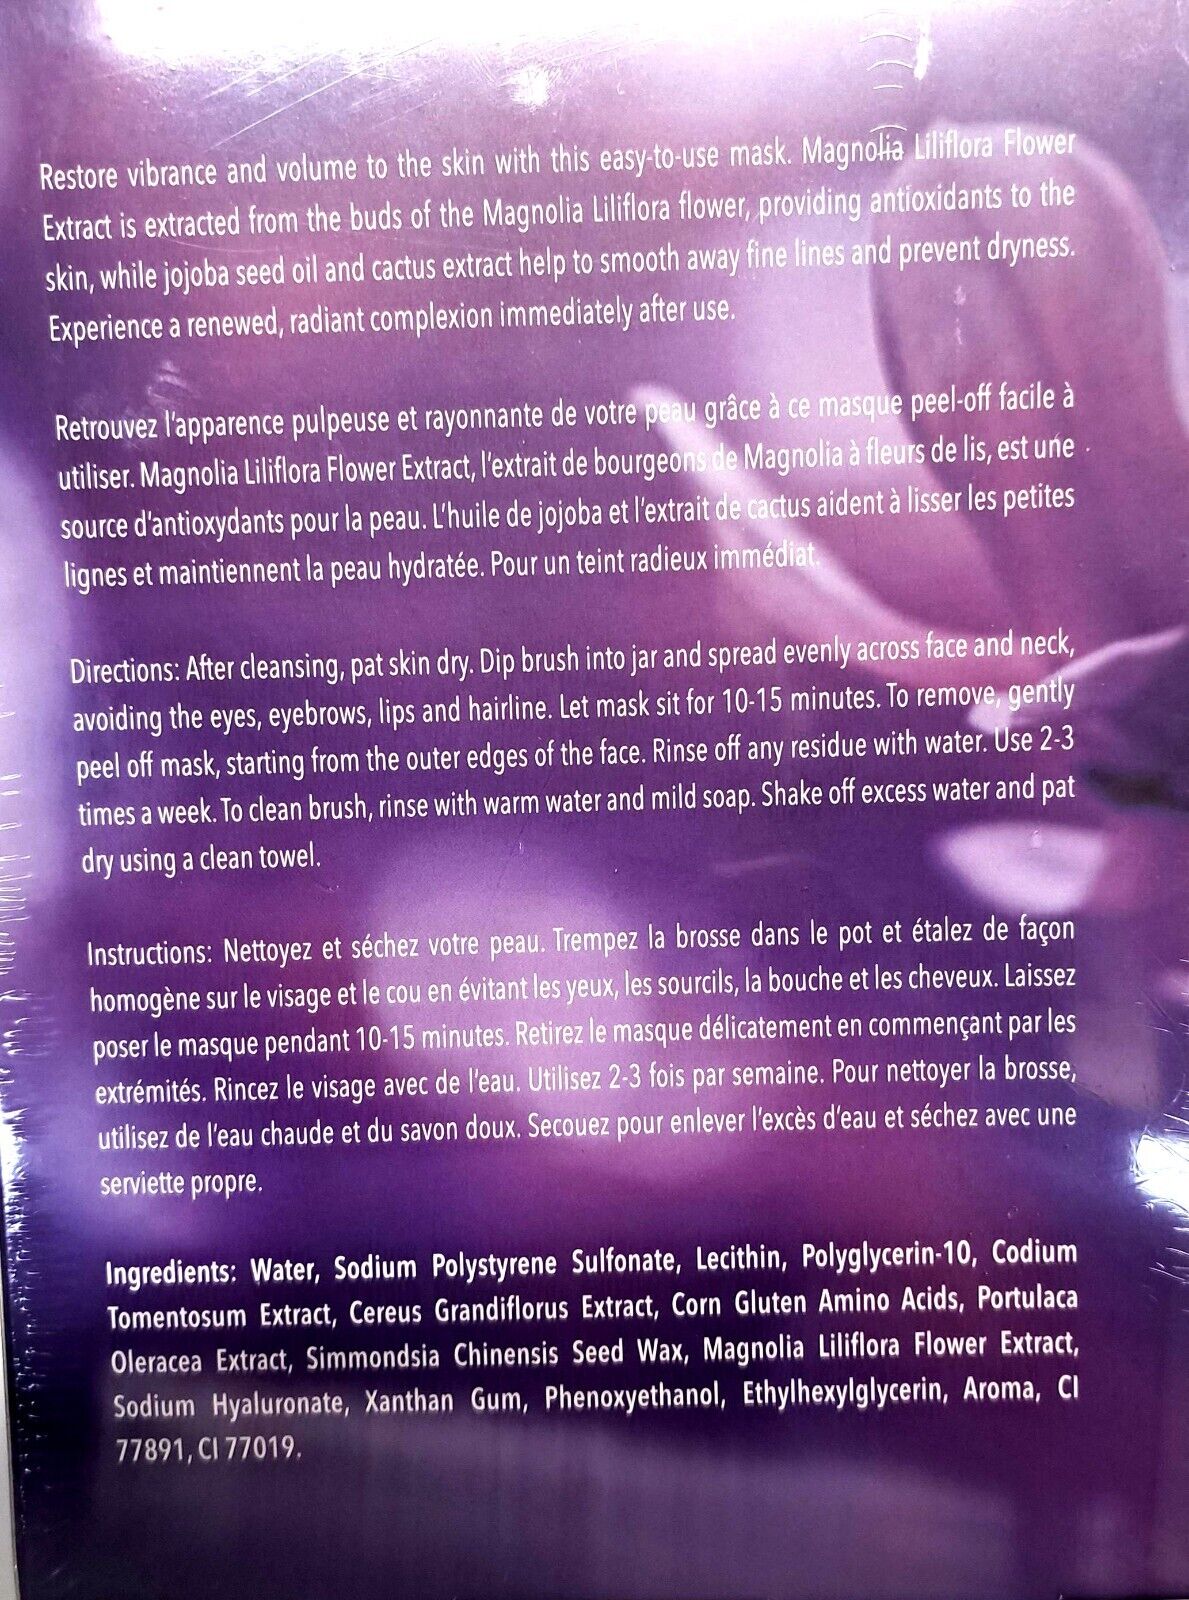 Restore vibrance and volume to the skin with this easy-to-use mask. Magnolia Liliflora Flower
Extract is extracted from the buds of the Magnolia Liliflora flower, providing antioxidants to the
skin, while jojoba seed oil and cactus extract help to smooth away fine lines and prevent dryness.
Experience a renewed, radiant complexion immediately after use.
Retrouvez l'apparence pulpeuse et rayonnante de votre peau grâce à ce masque peel-off facile à
utiliser. Magnolia Liliflora Flower Extract, l'extrait de bourgeons de Magnolia à fleurs de lis, est une
source d'antioxydants pour la peau. L'huile de jojoba et l'extrait de cactus aident à lisser les petites
lignes et maintiennent la peau hydratée. Pour un teint radieux immédiat.
Directions: After cleansing, pat skin dry. Dip brush into jar and spread evenly across face and neck,
avoiding the eyes, eyebrows, lips and hairline. Let mask sit for 10-15 minutes. To remove, gently
peel off mask, starting from the outer edges of the face. Rinse off any residue with water. Use 2-3
times a week. To clean brush, rinse with warm water and mild soap. Shake off excess water and pat
dry using a clean towel.
Instructions: Nettoyez et séchez votre peau. Trempez la brosse dans le pot et étalez de façon
homogène sur le visage et le cou en évitant les yeux, les sourcils, la bouche et les cheveux. Laissez
poser le masque pendant 10-15 minutes. Retirez le masque délicatement en commençant par les
extrémités. Rincez le visage avec de l'eau. Utilisez 2-3 fois par semaine. Pour nettoyer la brosse,
utilisez de l'eau chaude et du savon doux. Secouez pour enlever l'excès d'eau et séchez avec une
serviette propre.
Ingredients: Water, Sodium Polystyrene Sulfonate, Lecithin, Polyglycerin-10, Codium
Tomentosum Extract, Cereus Grandiflorus Extract, Corn Gluten Amino Acids, Portulaca
Oleracea Extract, Simmondsia Chinensis Seed Wax, Magnolia Liliflora Flower Extract,
Sodium Hyaluronate, Xanthan Gum, Phenoxyethanol, Ethylhexylglycerin, Aroma, CI
77891, CI 77019.